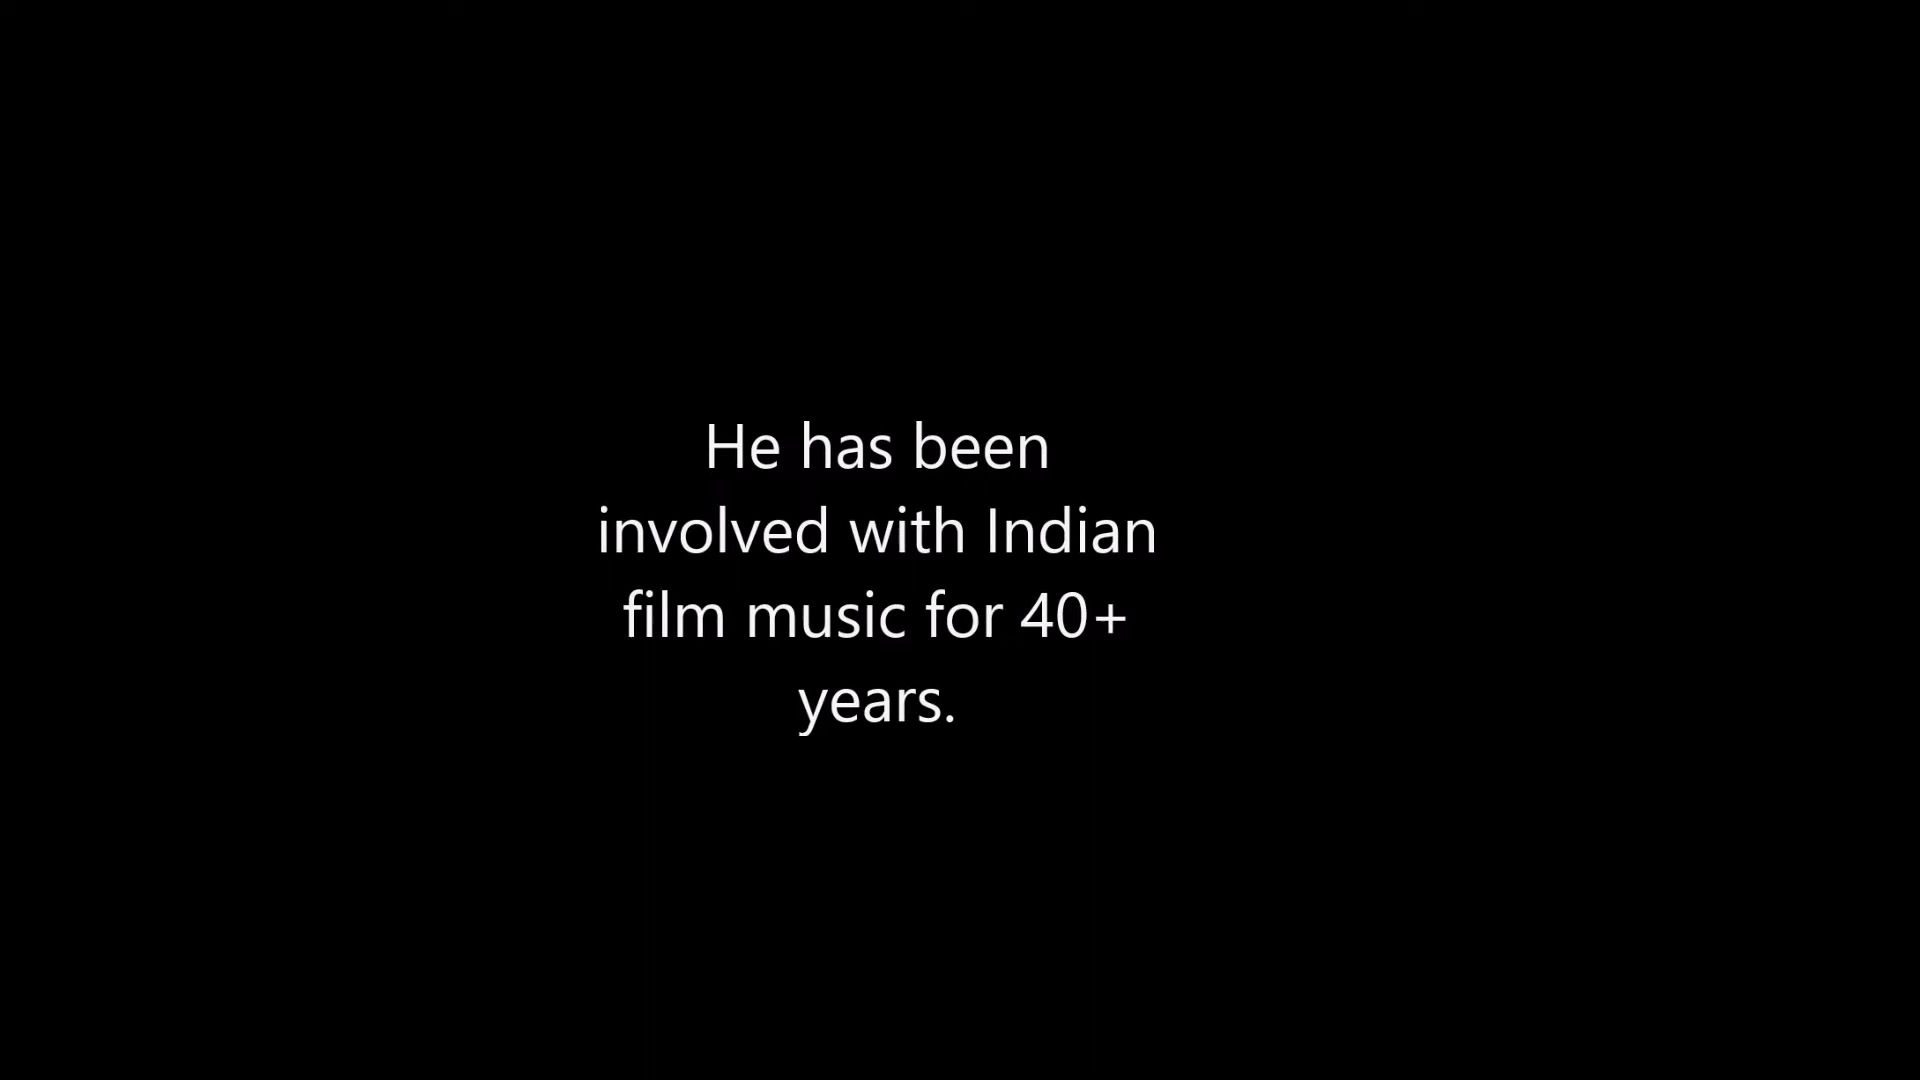 He has been
involved with Indian
film music for 40+
years.